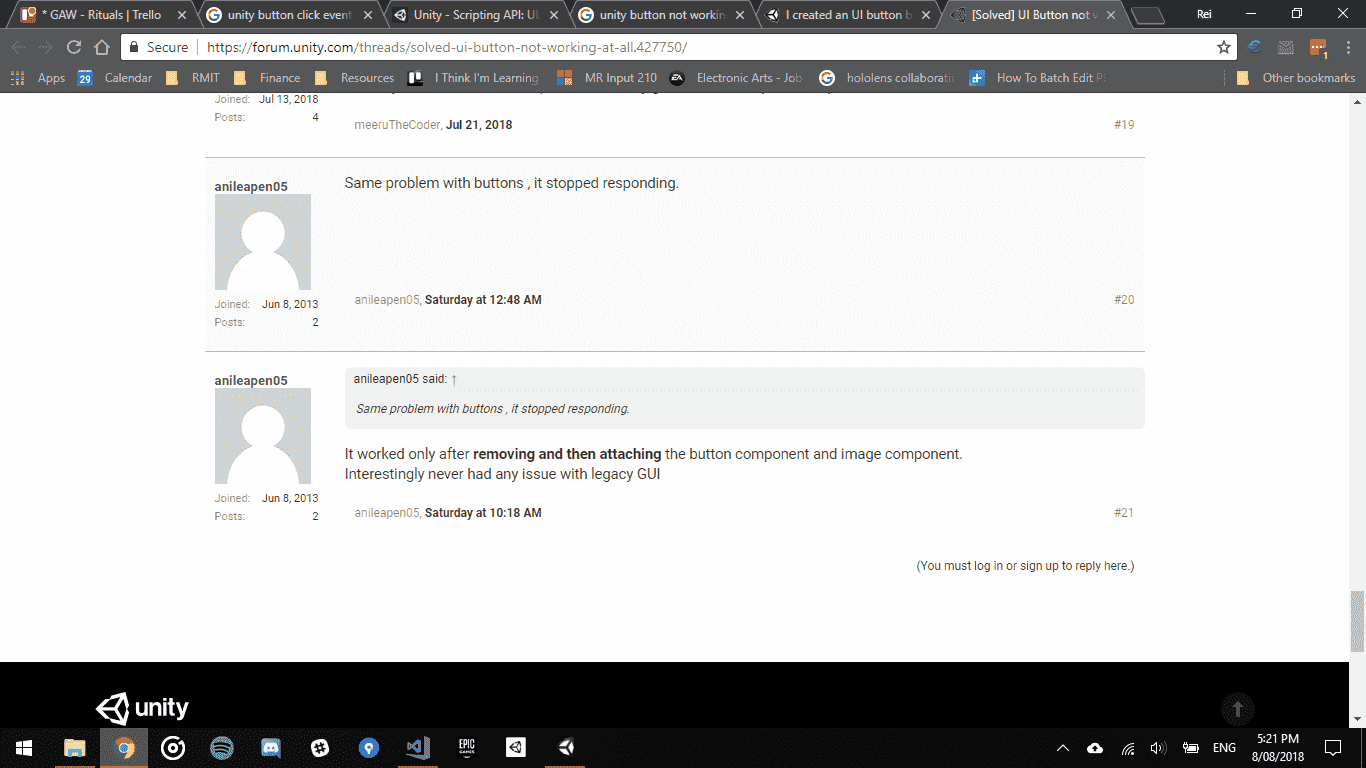 * GAW - Rituals | Trello
unity button click event
Unity - Scripting API: UI.
unity button not workin
I created an UI button b
[Solved] UI Button not w
Rei
Secure
https://forum.unity.com/threads/solved-ui-button-not-working-at-all.427750/
1
Apps
29
Calendar
RMIT
Finance
Resources
I Think I'm Learning
MR Input 210
EA
Electronic Arts - Job
hololens collaborati
How To Batch Edit P
Other bookmarks
Joined: Jul 13, 2018
Posts: 4
meeruTheCoder, Jul 21, 2018
#19
anileapen05
Same problem with buttons , it stopped responding.
Joined: Jun 8, 2013
Posts: 2
anileapen05, Saturday at 12:48 AM
#20
anileapen05
anileapen05 said: ↑
Same problem with buttons , it stopped responding.
It worked only after removing and then attaching the button component and image component.
Interestingly never had any issue with legacy GUI
Joined: Jun 8, 2013
Posts: 2
anileapen05, Saturday at 10:18 AM
#21
(You must log in or sign up to reply here.)
unity
EPIC
GAMES
ENG
5:21 PM
8/08/2018